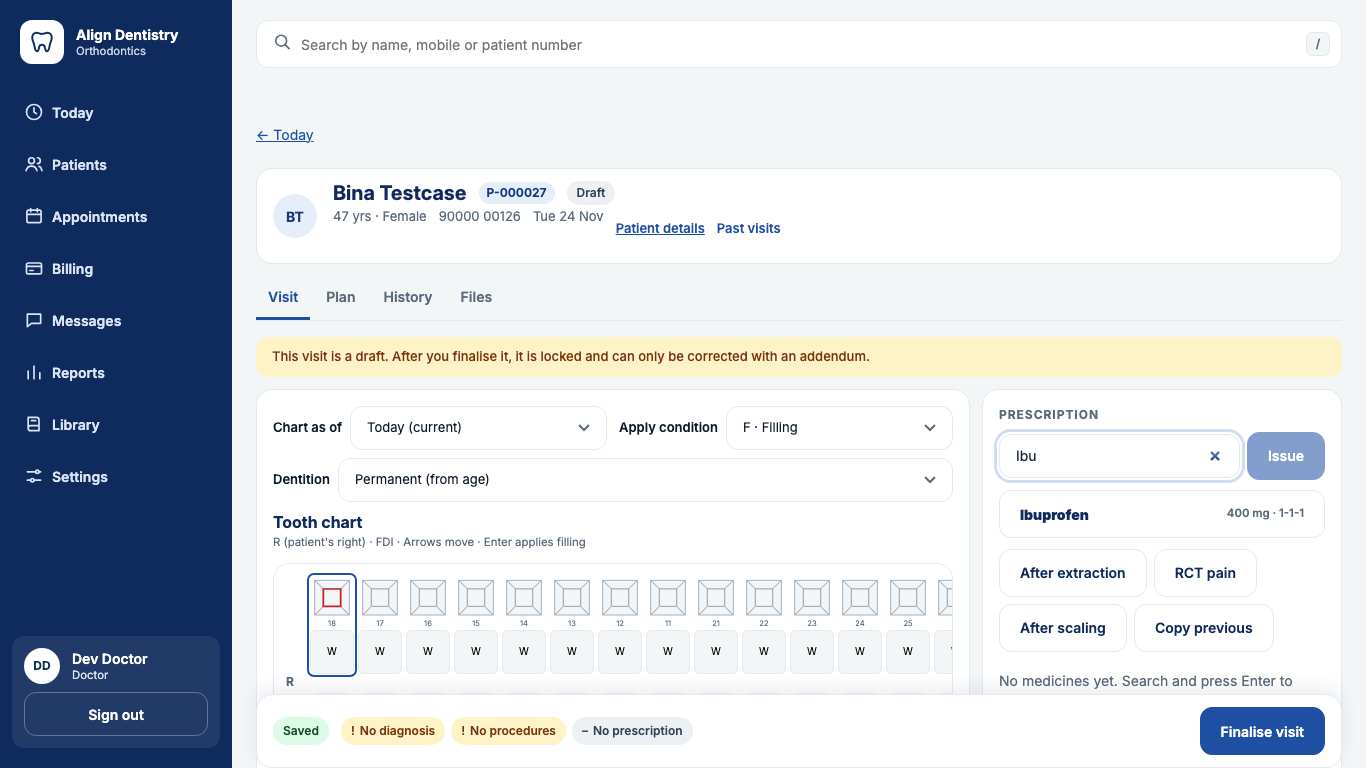 Align Dentistry
Orthodontics
Today
Patients
Appointments
Billing
Messages
Reports
Library
Settings
DD
Dev Doctor
Doctor
Sign out
Search by name, mobile or patient number
/
← Today
BT
Bina Testcase P-000027 Draft
47 yrs · Female 90000 00126 Tue 24 Nov
Patient details Past visits
Visit Plan History Files
This visit is a draft. After you finalise it, it is locked and can only be corrected with an addendum.
Chart as of Today (current) Apply condition F · Filling
Dentition Permanent (from age)
Tooth chart
R (patient's right) · FDI · Arrows move · Enter applies filling
18 17 16 15 14 13 12 11 21 22 23 24 25
W W W W W W W W W W W W W
R
PRESCRIPTION
Ibu × Issue
Ibuprofen 400 mg · 1-1-1
After extraction RCT pain
After scaling Copy previous
No medicines yet. Search and press Enter to
Saved ! No diagnosis ! No procedures – No prescription
Finalise visit